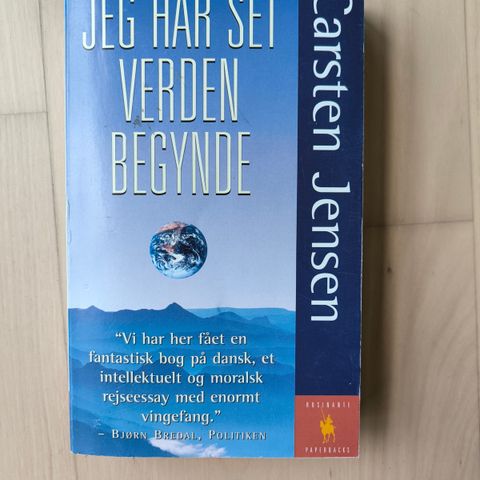 JEG HAR SET
VERDEN
BEGYNDE
Carsten Jensen
"Vi har her fået en
fantastisk bog på dansk, et
intellektuelt og moralsk
rejseessay med enormt
vingefang."
– BJØRN BREDAL, POLITIKEN
ROSINANTE
PAPERBACKS